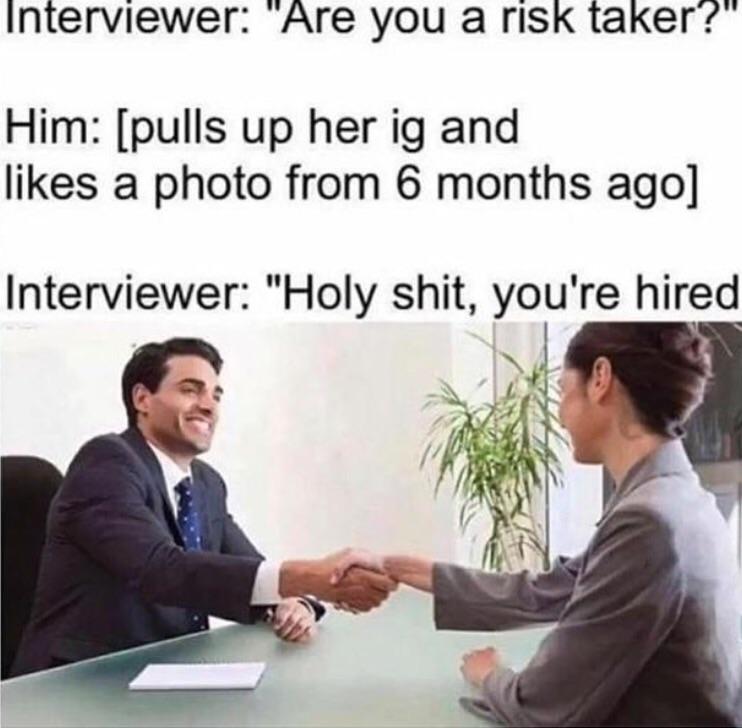 Interviewer: "Are you a risk taker?"
Him: [pulls up her ig and
likes a photo from 6 months ago]
Interviewer: "Holy shit, you're hired